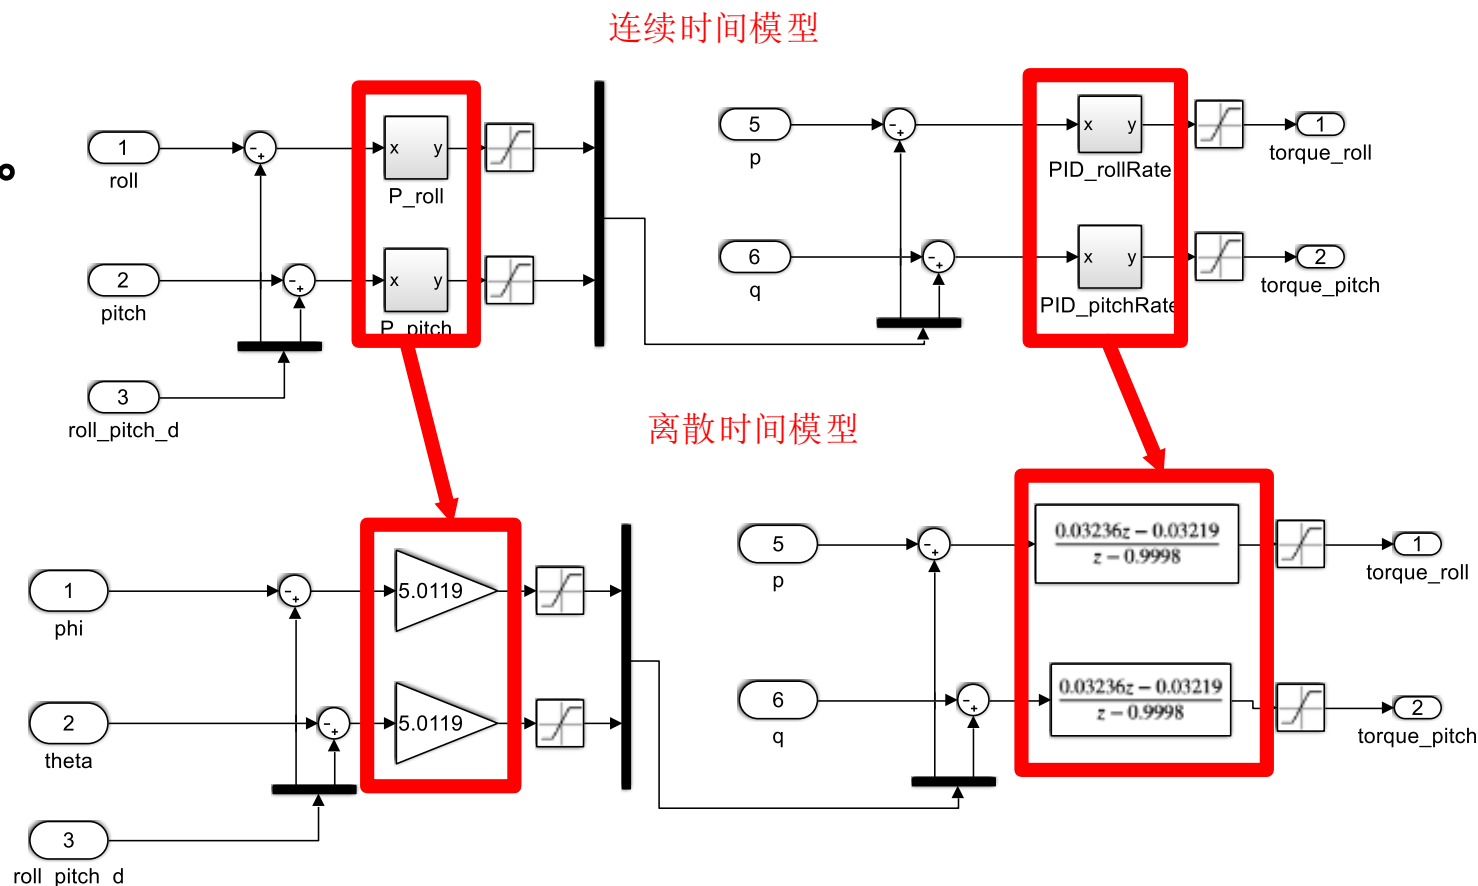 连续时间模型
1
roll
-
+
x y
P_roll
2
pitch
-
+
x y
P_pitch
3
roll_pitch_d
5
p
-
+
x y
PID_rollRate
1
torque_roll
6
q
-
+
x y
PID_pitchRate
2
torque_pitch
离散时间模型
1
phi
-
+
5.0119
2
theta
-
+
5.0119
3
roll_pitch_d
5
p
-
+
0.03236z − 0.03219
z − 0.9998
1
torque_roll
6
q
-
+
0.03236z − 0.03219
z − 0.9998
2
torque_pitch